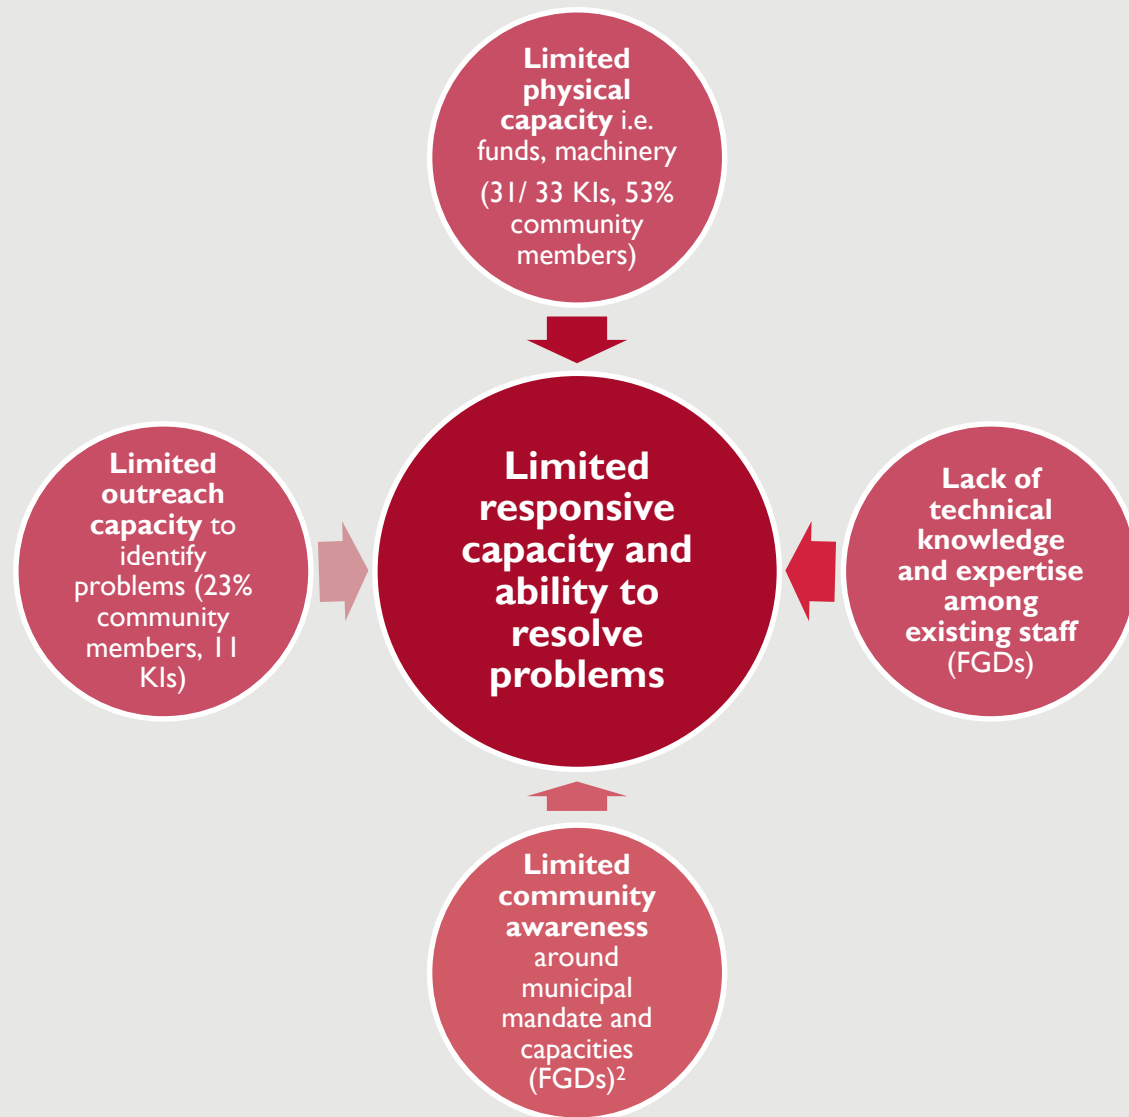 Limited
physical
capacity i.e.
funds, machinery
(31/ 33 KIs, 53%
community
members)
Limited
outreach
capacity to
identify
problems (23%
community
members, 11
KIs)
Limited
responsive
capacity and
ability to
resolve
problems
Lack of
technical
knowledge
and expertise
among
existing staff
(FGDs)
Limited
community
awareness
around
municipal
mandate and
capacities
(FGDs)²